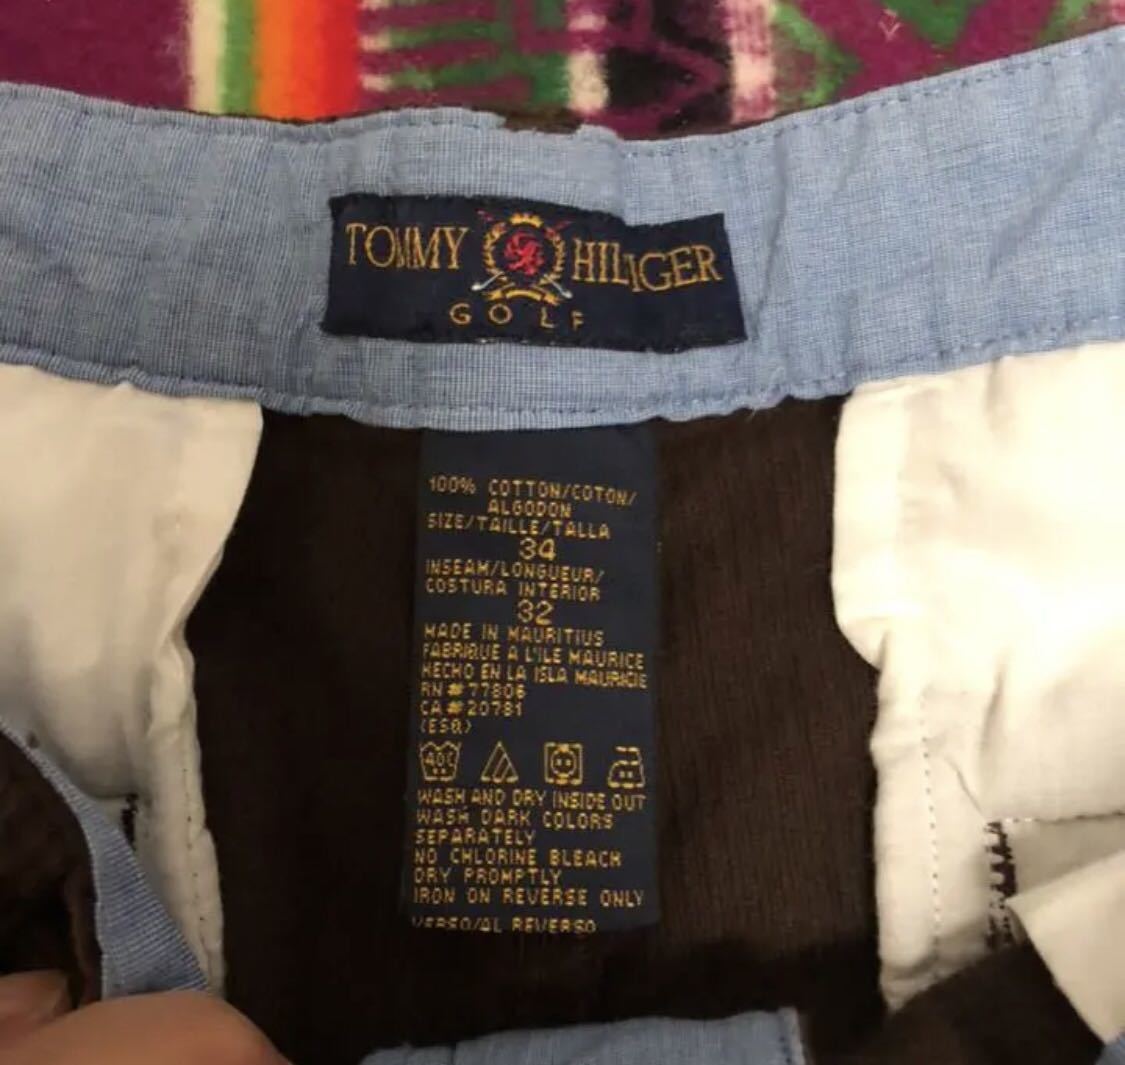 TOMMY HILFIGER
GOLF
100% COTTON/COTON/
ALGODON
SIZE/TAILLE/TALLA
34
INSEAM/LONGUEUR/
COSTURA INTERIOR
32
MADE IN MAURITIUS
FABRIQUE A L'ILE MAURICE
HECHO EN LA ISLA MAURICIE
RN # 77806
CA # 20781
(ESQ)
40C
WASH AND DRY INSIDE OUT
WASH DARK COLORS
SEPARATELY
NO CHLORINE BLEACH
DRY PROMPTLY
IRON ON REVERSE ONLY
VERSO/AL REVERSO